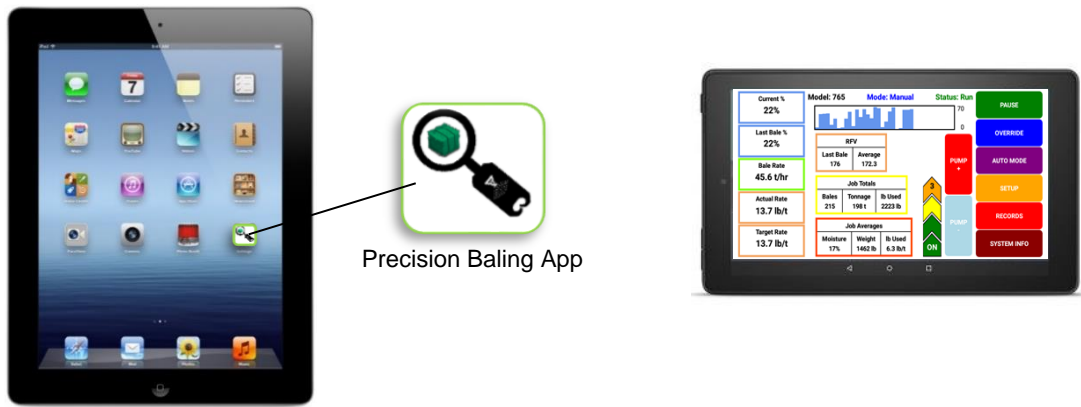 7
Precision Baling App
Current %
22%
Last Bale %
22%
Bale Rate
45.6 t/hr
Actual Rate
13.7 lb/t
Target Rate
13.7 lb/t
Model: 765 Mode: Manual Status: Run
70
0
RFV
Last Bale Average
176 172.3
Job Totals
Bales Tonnage lb Used
215 198 t 2223 lb
Job Averages
Moisture Weight lb Used
17% 1462 lb 6.3 lb/t
3
ON
PUMP
+
PUMP
-
PAUSE
OVERRIDE
AUTO MODE
SETUP
RECORDS
SYSTEM INFO